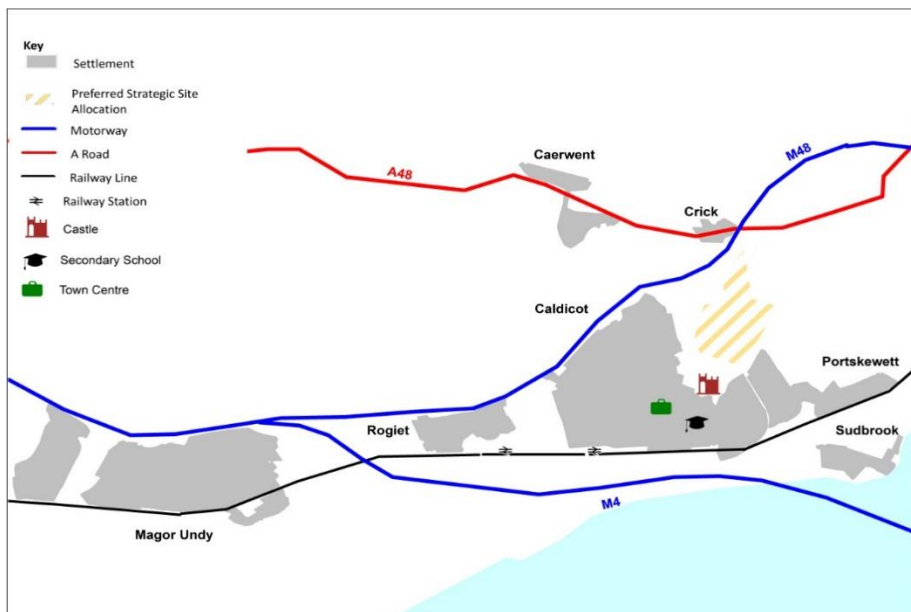 Key
Settlement
Preferred Strategic Site
Allocation
Motorway
A Road
Railway Line
Railway Station
Castle
Secondary School
Town Centre
Caerwent
M48
A48
Crick
Caldicot
Portskewett
Rogiet
Sudbrook
M4
Magor Undy